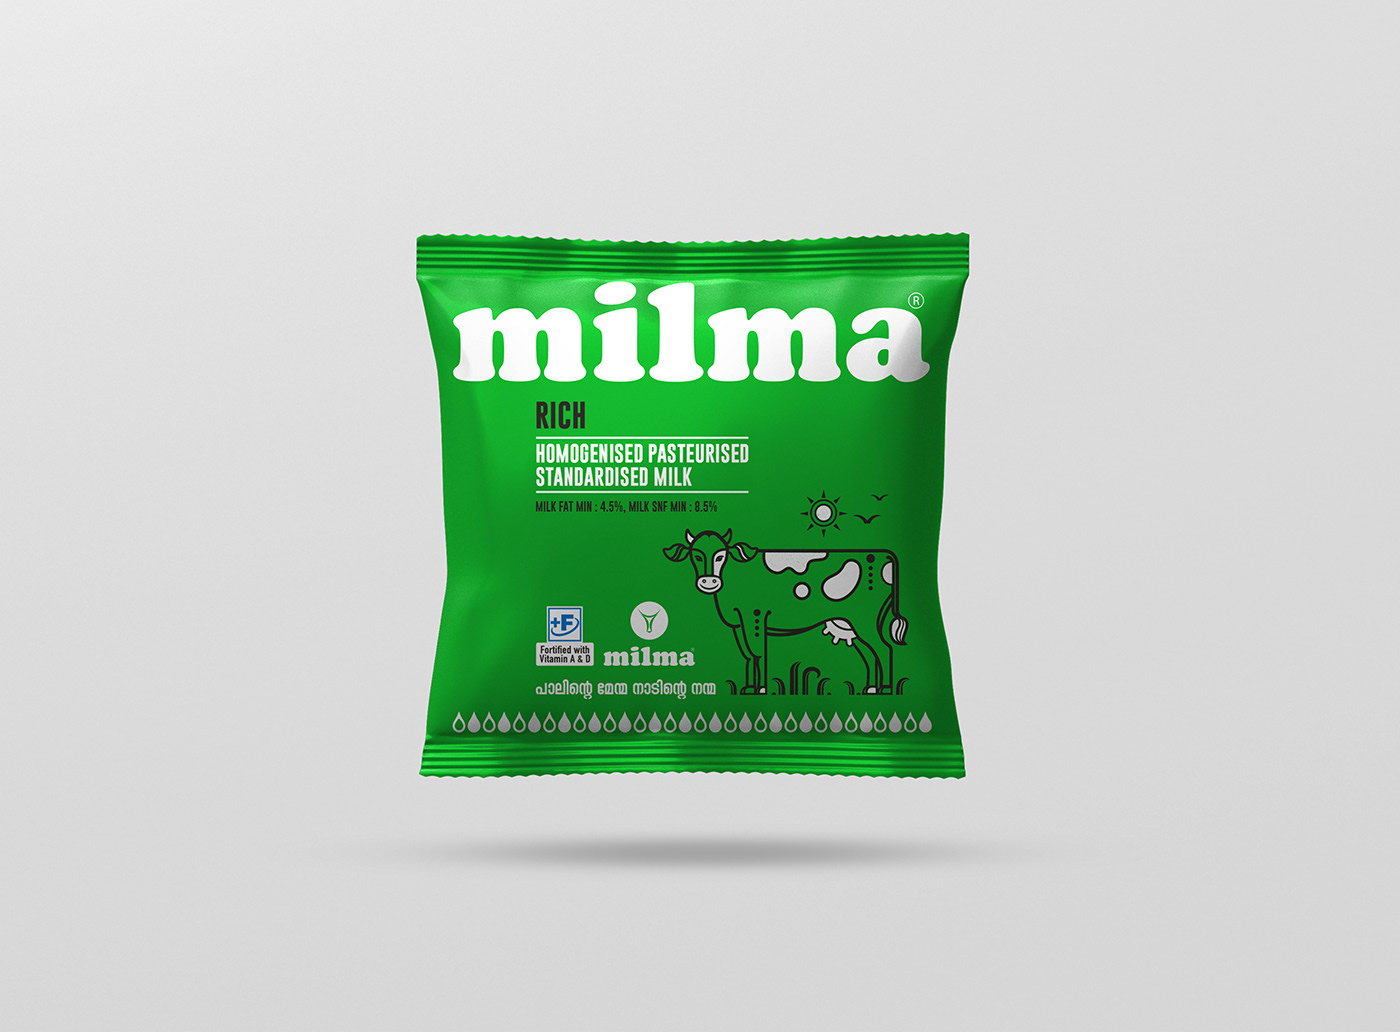 milma®
RICH
HOMOGENISED PASTEURISED
STANDARDISED MILK
MILK FAT MIN : 4.5%, MILK SNF MIN : 8.5%
+F
Fortified with
Vitamin A & D
milma
പാലിന്റെ മേന്മ നാടിന്റെ നന്മ